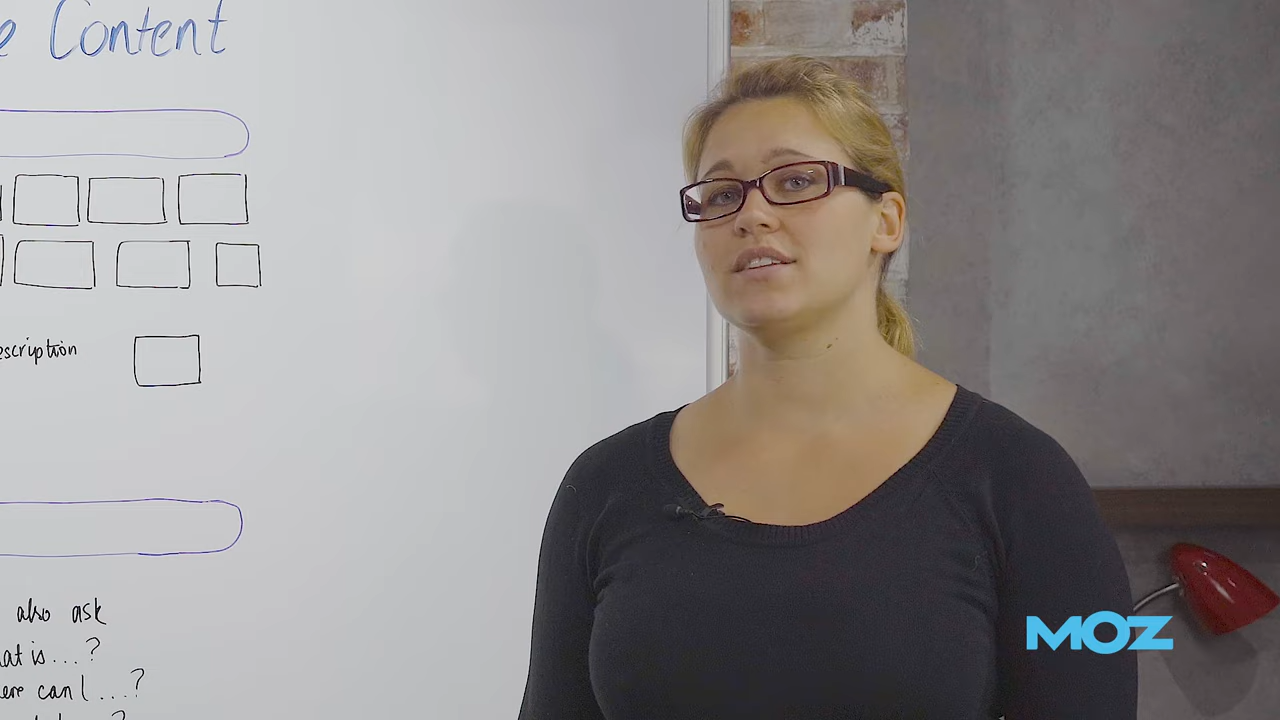 e Content
escription
also ask
at is...?
ere can I...?
MOZ